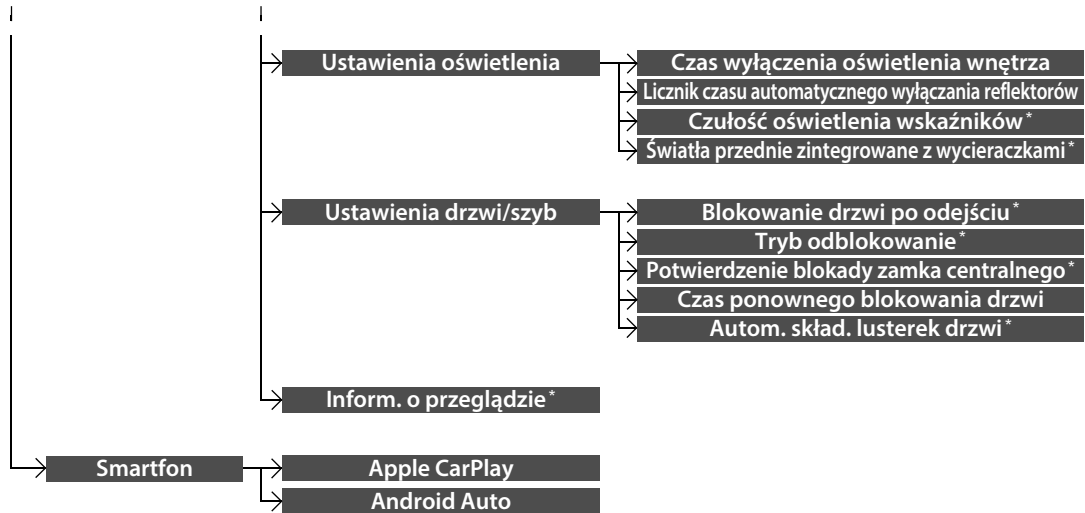 Ustawienia oświetlenia
Czas wyłączenia oświetlenia wnętrza
Licznik czasu automatycznego wyłączania reflektorów
Czułość oświetlenia wskaźników*
Światła przednie zintegrowane z wycieraczkami*
Ustawienia drzwi/szyb
Blokowanie drzwi po odejściu*
Tryb odblokowanie*
Potwierdzenie blokady zamka centralnego*
Czas ponownego blokowania drzwi
Autom. skład. lusterek drzwi*
Inform. o przeglądzie*
Smartfon
Apple CarPlay
Android Auto